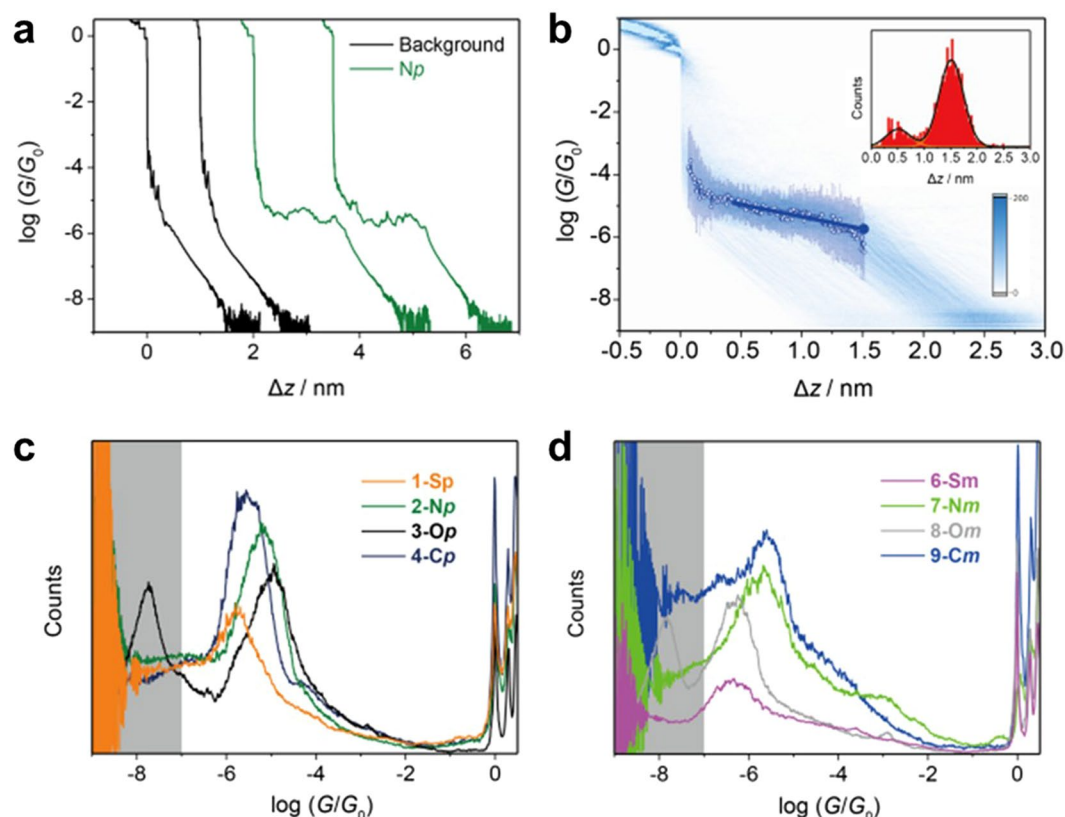 a
log (G/G₀)
0
-2
-4
-6
-8
Background
Np
0
2
4
6
Δz / nm
b
log (G/G₀)
0
-2
-4
-6
-8
Counts
0.0 0.5 1.0 1.5 2.0 2.5 3.0
Δz / nm
200
0
-0.5 0.0 0.5 1.0 1.5 2.0 2.5 3.0
Δz / nm
c
Counts
1-Sp
2-Np
3-Op
4-Cp
-8 -6 -4 -2 0
log (G/G₀)
d
Counts
6-Sm
7-Nm
8-Om
9-Cm
-8 -6 -4 -2 0
log (G/G₀)